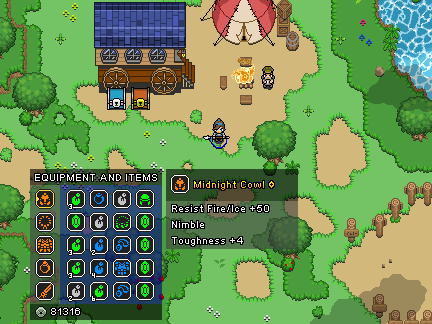 EQUIPMENT AND ITEMS
Midnight Cowl
Resist Fire/Ice +50
Nimble
Toughness +4
81316